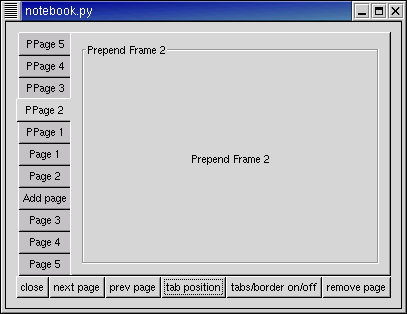 notebook.py
PPage 5
PPage 4
PPage 3
PPage 2
PPage 1
Page 1
Page 2
Add page
Page 3
Page 4
Page 5
Prepend Frame 2
Prepend Frame 2
close next page prev page tab position tabs/border on/off remove page